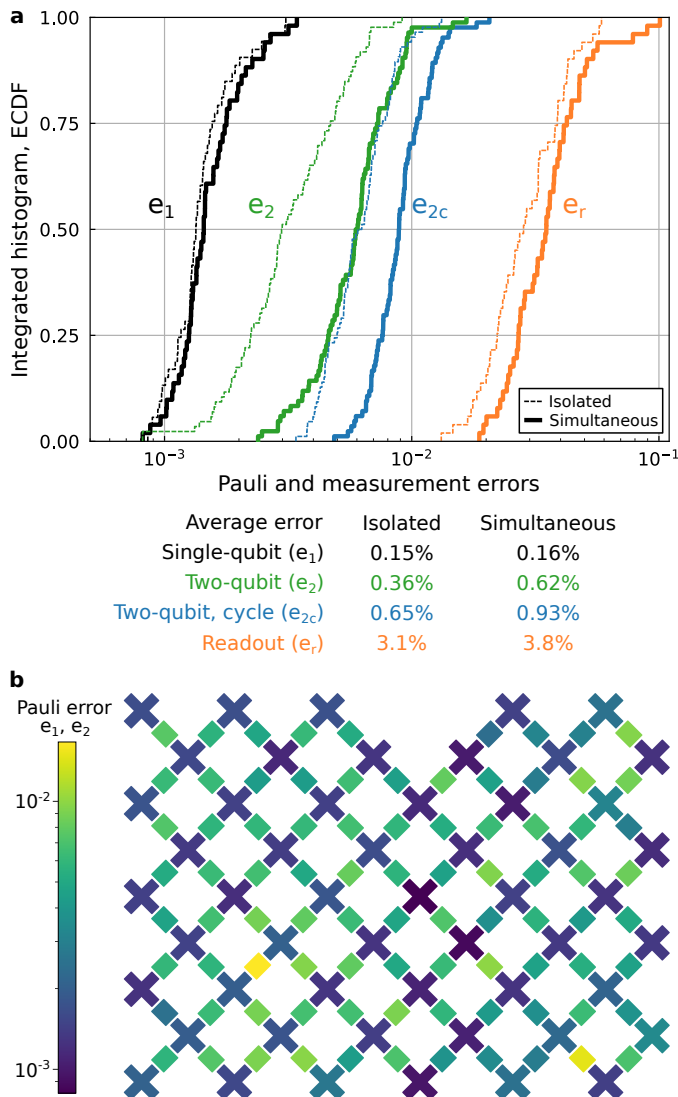 a
Integrated histogram, ECDF
1.00
0.75
0.50
0.25
0.00
e₁
e₂
e₂c
eᵣ
Isolated
Simultaneous
10⁻³
10⁻²
10⁻¹
Pauli and measurement errors
Average error Isolated Simultaneous
Single-qubit (e₁) 0.15% 0.16%
Two-qubit (e₂) 0.36% 0.62%
Two-qubit, cycle (e₂c) 0.65% 0.93%
Readout (eᵣ) 3.1% 3.8%
b
Pauli error
e₁, e₂
10⁻²
10⁻³